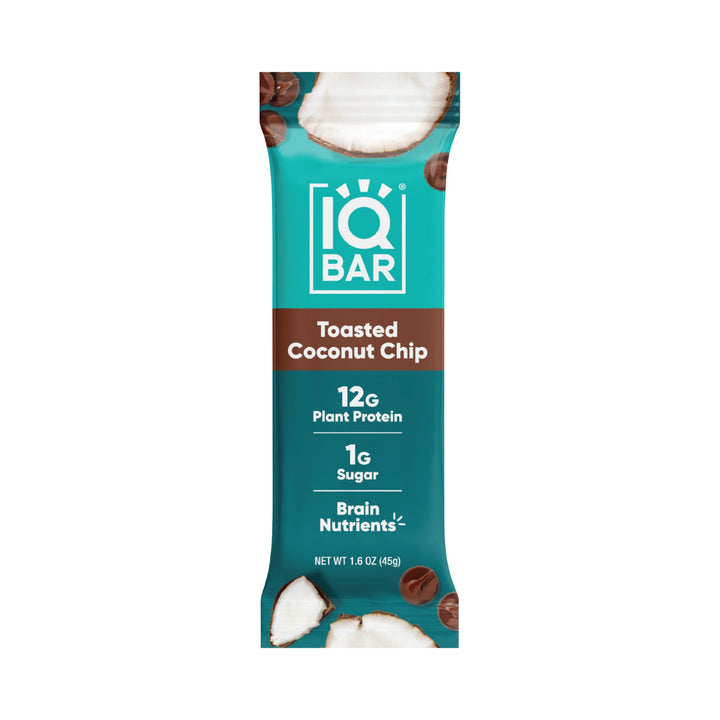 IQ
BAR
®
Toasted
Coconut Chip
12G
Plant Protein
1G
Sugar
Brain
Nutrients
NET WT 1.6 OZ (45g)